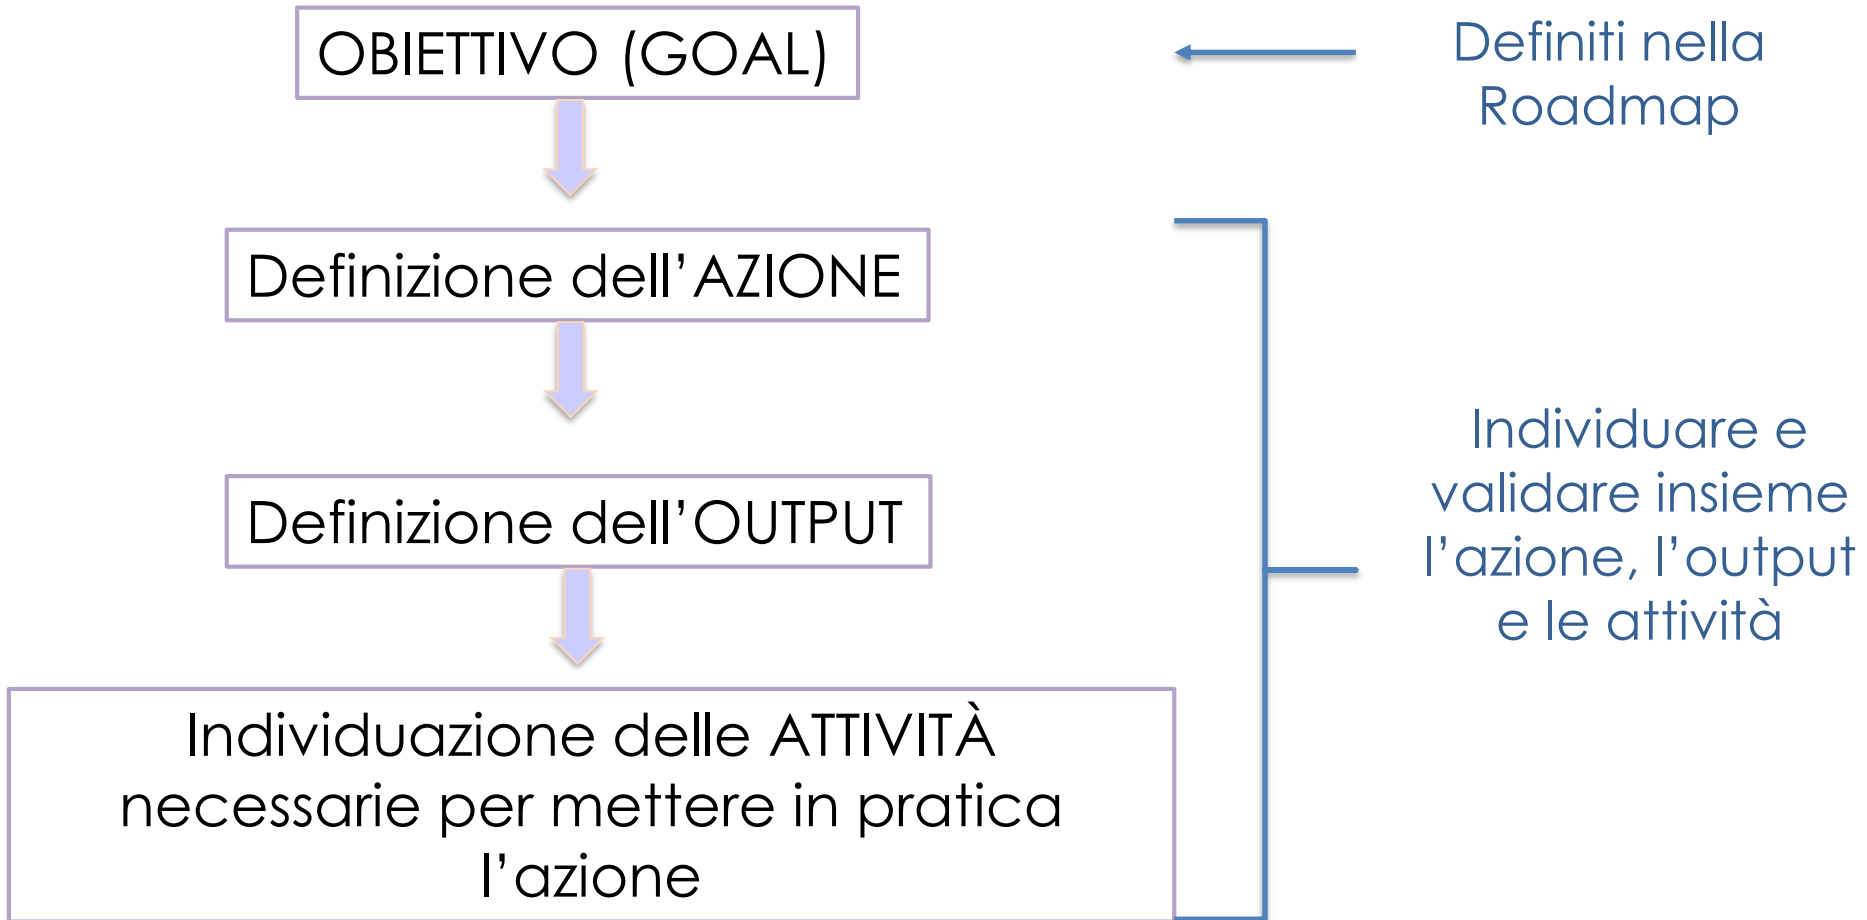 OBIETTIVO (GOAL)
Definiti nella
Roadmap
Definizione dell’AZIONE
Definizione dell’OUTPUT
Individuare e
validare insieme
l’azione, l’output
e le attività
Individuazione delle ATTIVITÀ
necessarie per mettere in pratica
l’azione